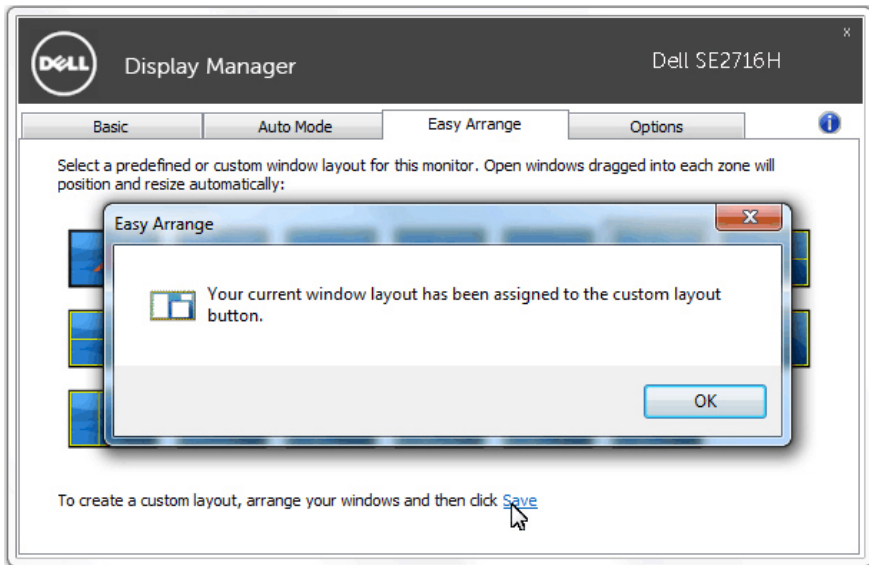 DELL
Display Manager
Dell SE2716H
x
Basic
Auto Mode
Easy Arrange
Options
i
Select a predefined or custom window layout for this monitor. Open windows dragged into each zone will
position and resize automatically:
Easy Arrange
x
Your current window layout has been assigned to the custom layout
button.
OK
To create a custom layout, arrange your windows and then click Save